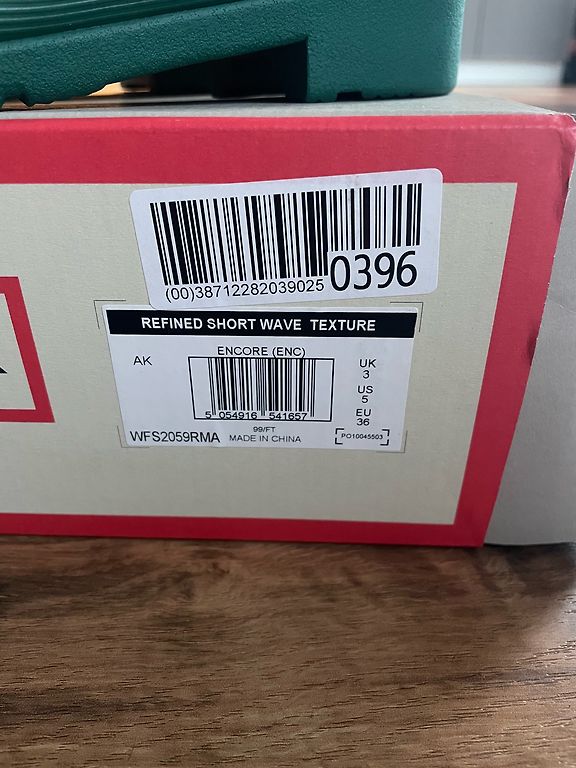 (00)38712282039025 0396
REFINED SHORT WAVE TEXTURE
AK
ENCORE (ENC)
5 054916 541657
UK
3
US
5
EU
36
WFS2059RMA
99/FT
MADE IN CHINA
PO10045503